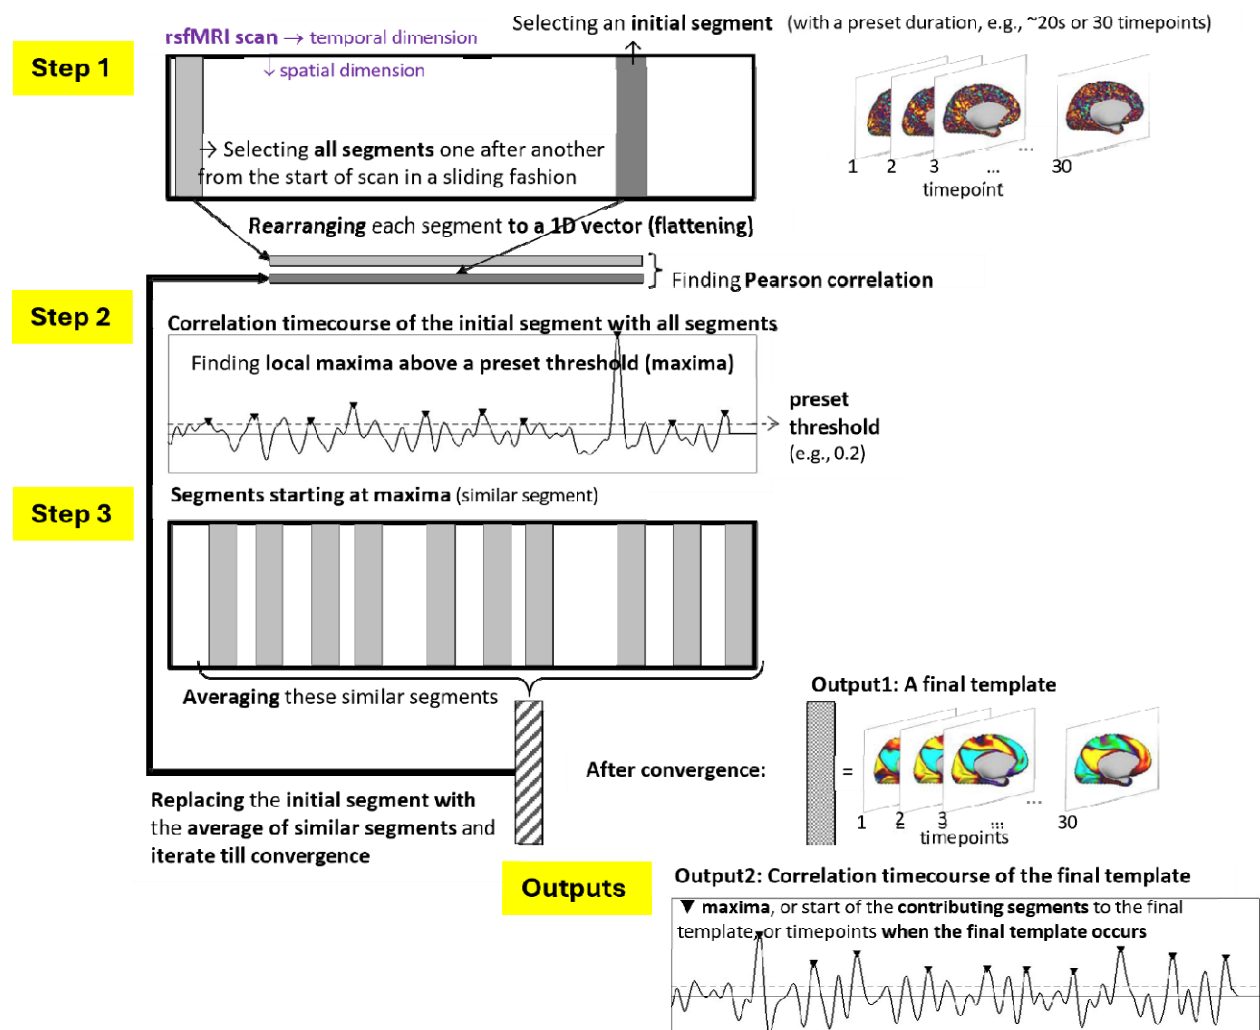 Selecting an initial segment (with a preset duration, e.g., ~20s or 30 timepoints)
rsfMRI scan → temporal dimension
Step 1
↓ spatial dimension
→ Selecting all segments one after another
from the start of scan in a sliding fashion
1 2 3 ... 30
...
timepoint
Rearranging each segment to a 1D vector (flattening)
Finding Pearson correlation
Step 2
Correlation timecourse of the initial segment with all segments
Finding local maxima above a preset threshold (maxima)
preset
threshold
(e.g., 0.2)
Step 3
Segments starting at maxima (similar segment)
Averaging these similar segments
Output1: A final template
After convergence:
=
...
1 2 3 ... 30
timepoints
Replacing the initial segment with
the average of similar segments and
iterate till convergence
Outputs
Output2: Correlation timecourse of the final template
▼ maxima, or start of the contributing segments to the final
template, or timepoints when the final template occurs